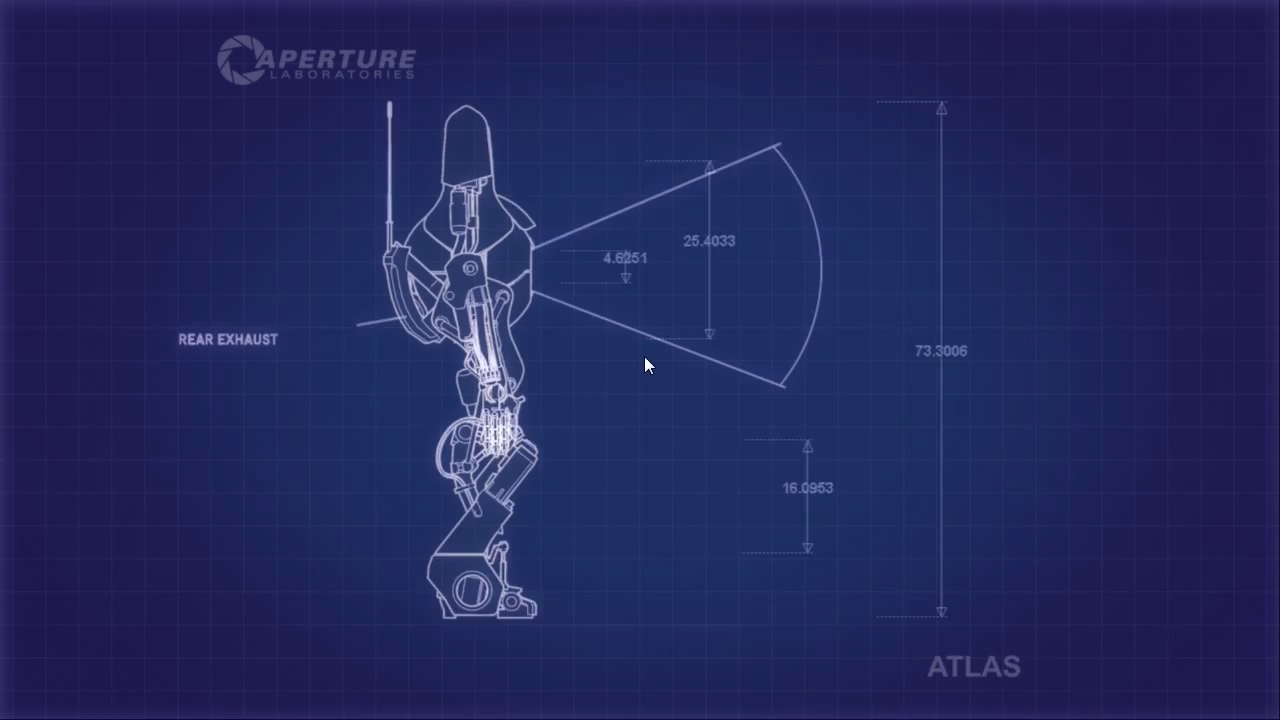 APERTURE
LABORATORIES
25.4033
4.6251
REAR EXHAUST
73.3006
16.0953
ATLAS